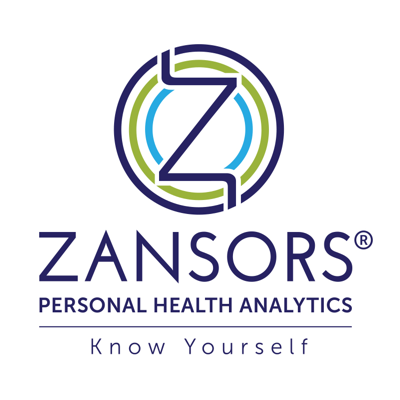 Z
ZANSORS®
PERSONAL HEALTH ANALYTICS
Know Yourself